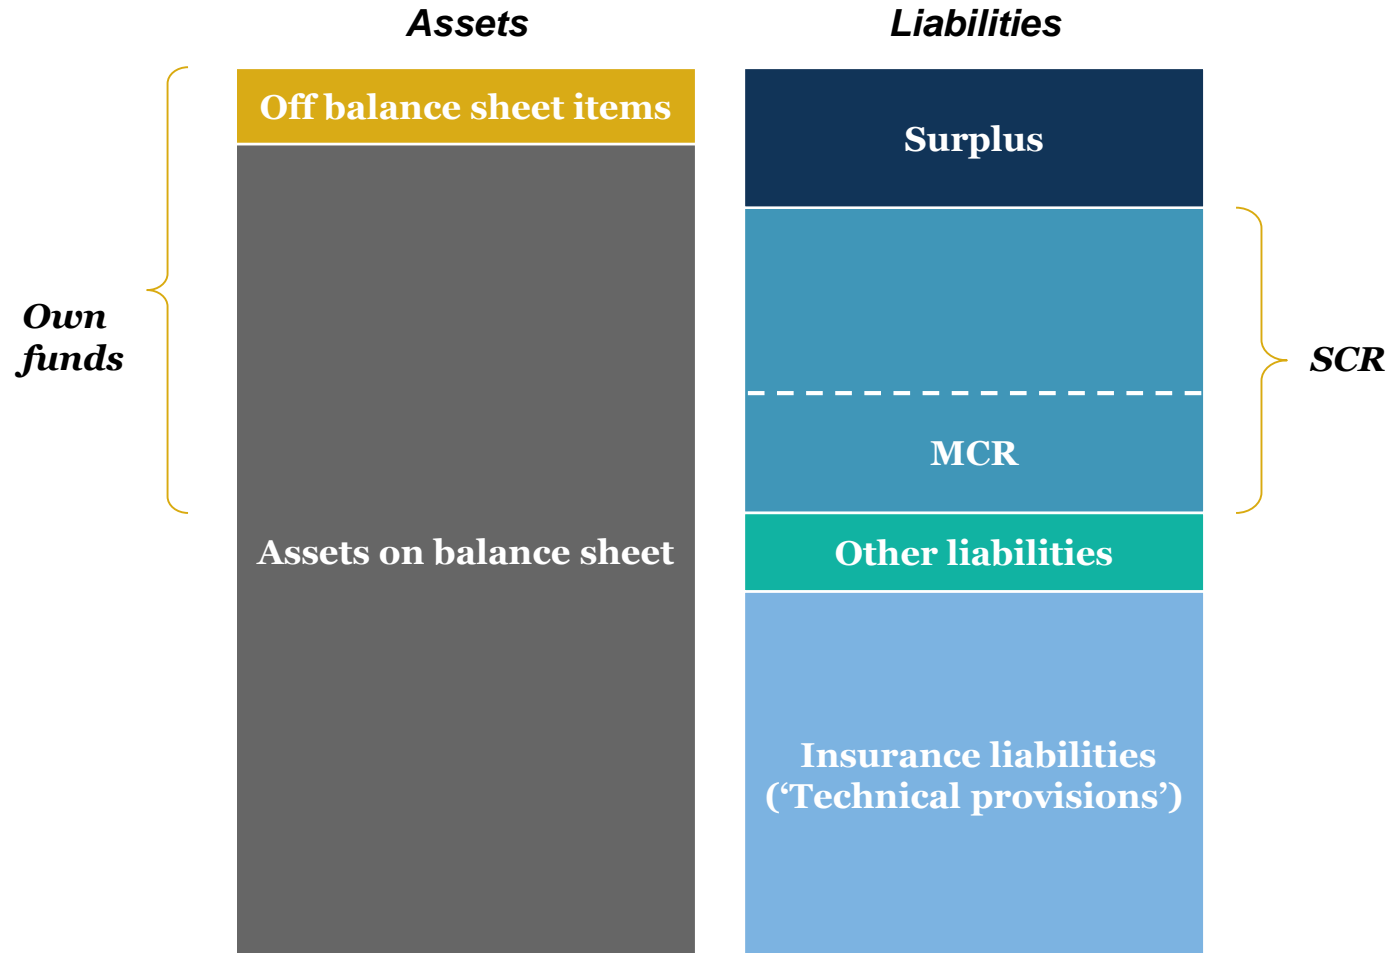 Assets
Liabilities
Off balance sheet items
Surplus
Own
funds
SCR
MCR
Assets on balance sheet
Other liabilities
Insurance liabilities
(‘Technical provisions’)